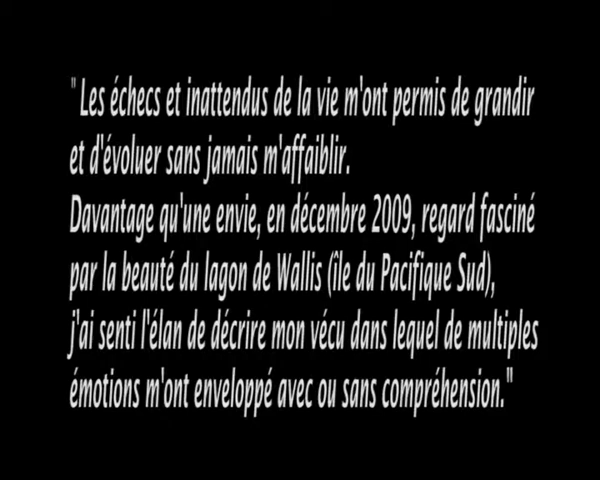 " Les échecs et inattendus de la vie m'ont permis de grandir
et d'évoluer sans jamais m'affaiblir.
Davantage qu'une envie, en décembre 2009, regard fasciné
par la beauté du lagon de Wallis (île du Pacifique Sud),
j'ai senti l'élan de décrire mon vécu dans lequel de multiples
émotions m'ont enveloppé avec ou sans compréhension."